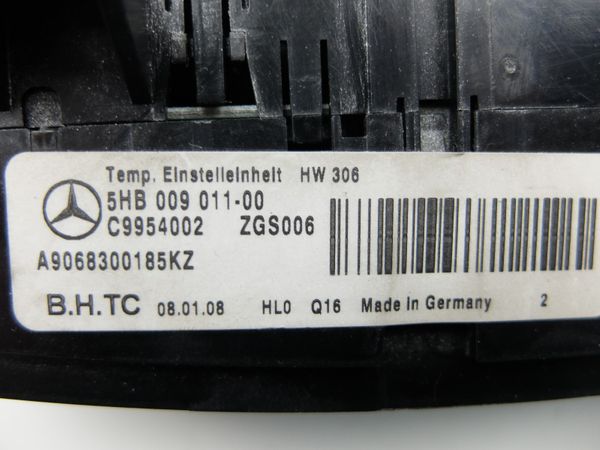 Temp. Einstelleinheit HW 306
5HB 009 011-00
C9954002 ZGS006
A9068300185KZ
B.H.TC 08.01.08 HL0 Q16 Made in Germany 2